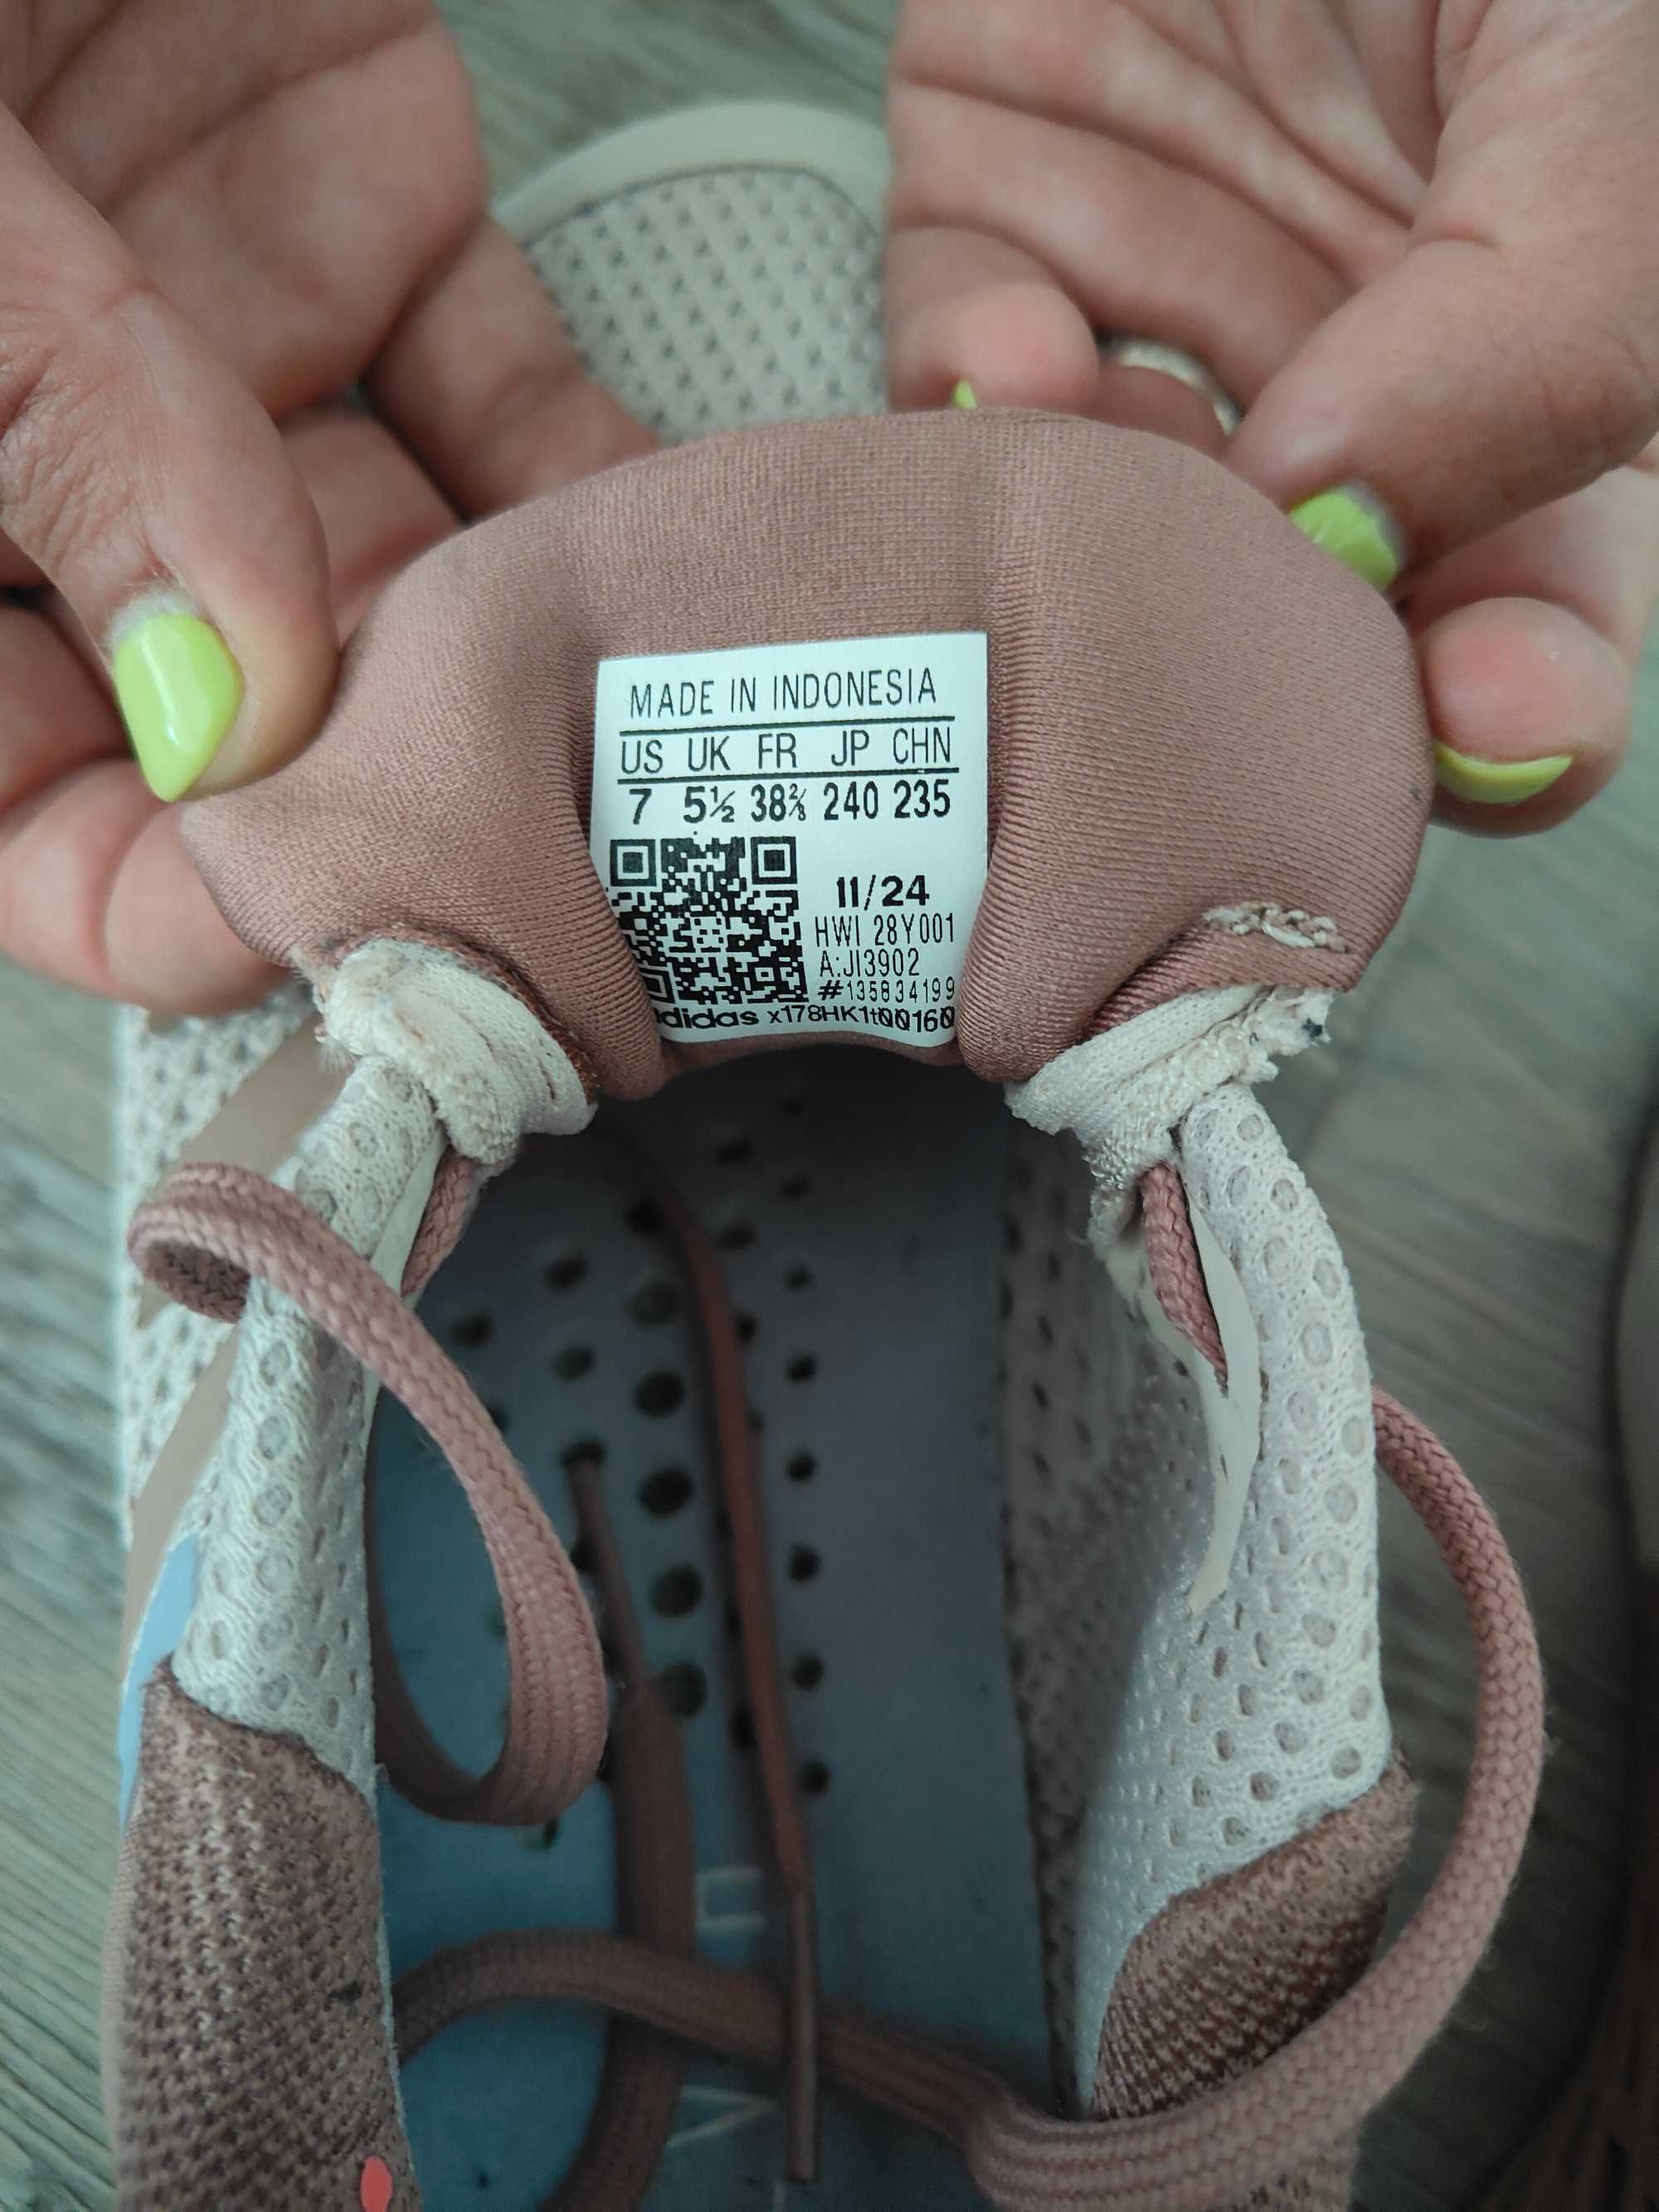 MADE IN INDONESIA
US UK FR JP CHN
7 5½ 38⅔ 240 235
11/24
HWI 28Y001
A:JI3902
#135834199
adidas x178HK1t00160